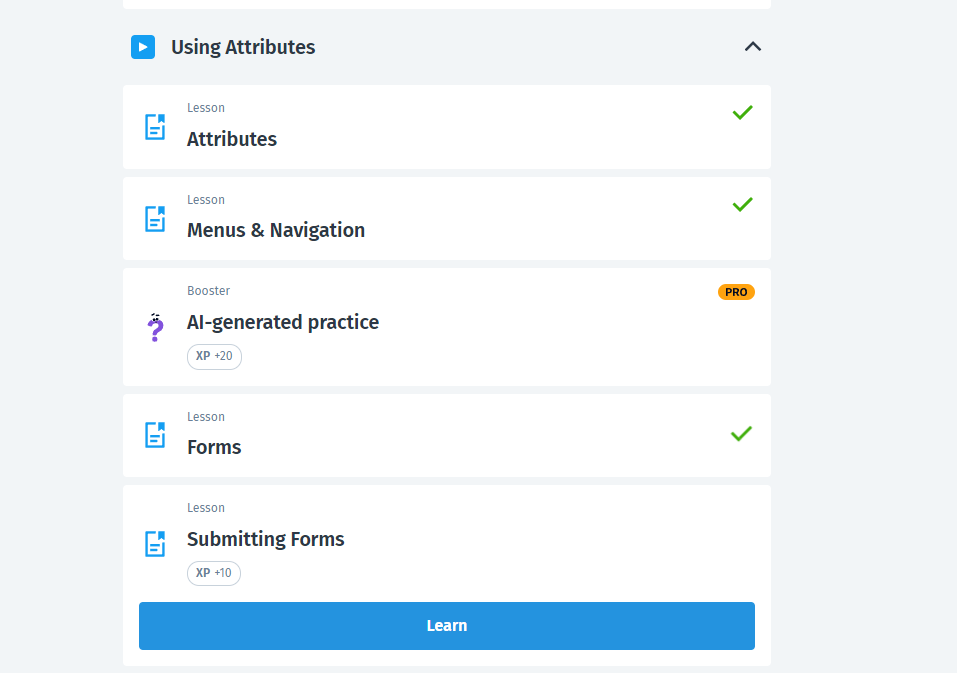 Using Attributes
Lesson
Attributes
Lesson
Menus & Navigation
Booster
PRO
AI-generated practice
XP +20
Lesson
Forms
Lesson
Submitting Forms
XP +10
Learn